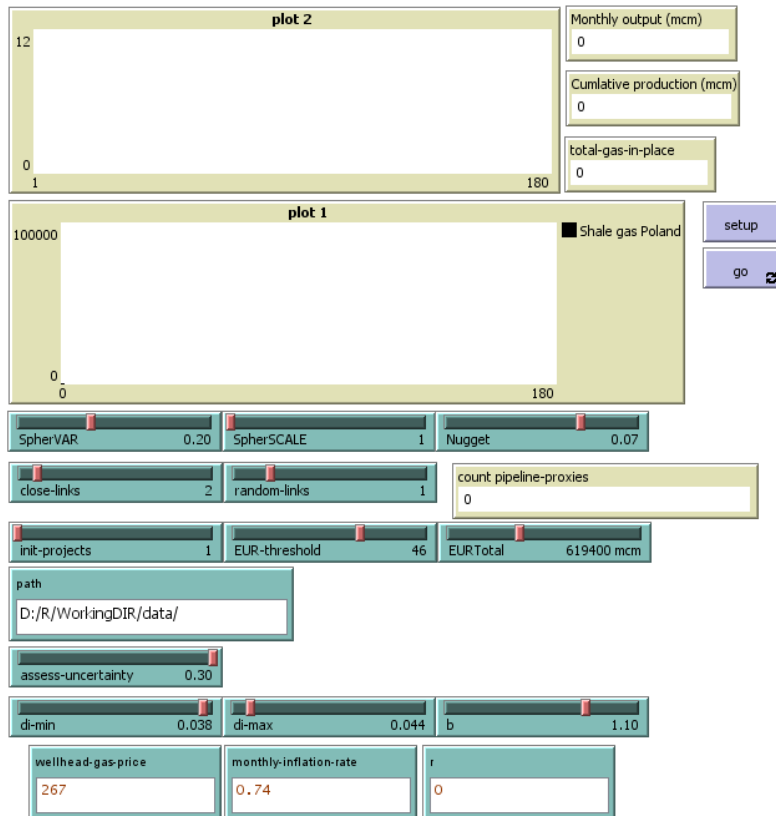 plot 2
12
0
1
180
Monthly output (mcm)
0
Cumlative production (mcm)
0
total-gas-in-place
0
plot 1
100000
0
0
180
Shale gas Poland
setup
go
SpherVAR 0.20
SpherSCALE 1
Nugget 0.07
close-links 2
random-links 1
count pipeline-proxies
0
init-projects 1
EUR-threshold 46
EURTotal 619400 mcm
path
D:/R/WorkingDIR/data/
assess-uncertainty 0.30
di-min 0.038
di-max 0.044
b 1.10
wellhead-gas-price
267
monthly-inflation-rate
0.74
r
0